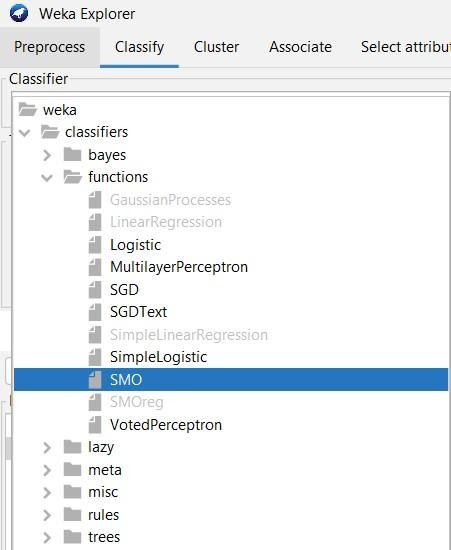 Weka Explorer
Preprocess Classify Cluster Associate Select attribut
Classifier
weka
classifiers
bayes
functions
GaussianProcesses
LinearRegression
Logistic
MultilayerPerceptron
SGD
SGDText
SimpleLinearRegression
SimpleLogistic
SMO
SMOreg
VotedPerceptron
lazy
meta
misc
rules
trees